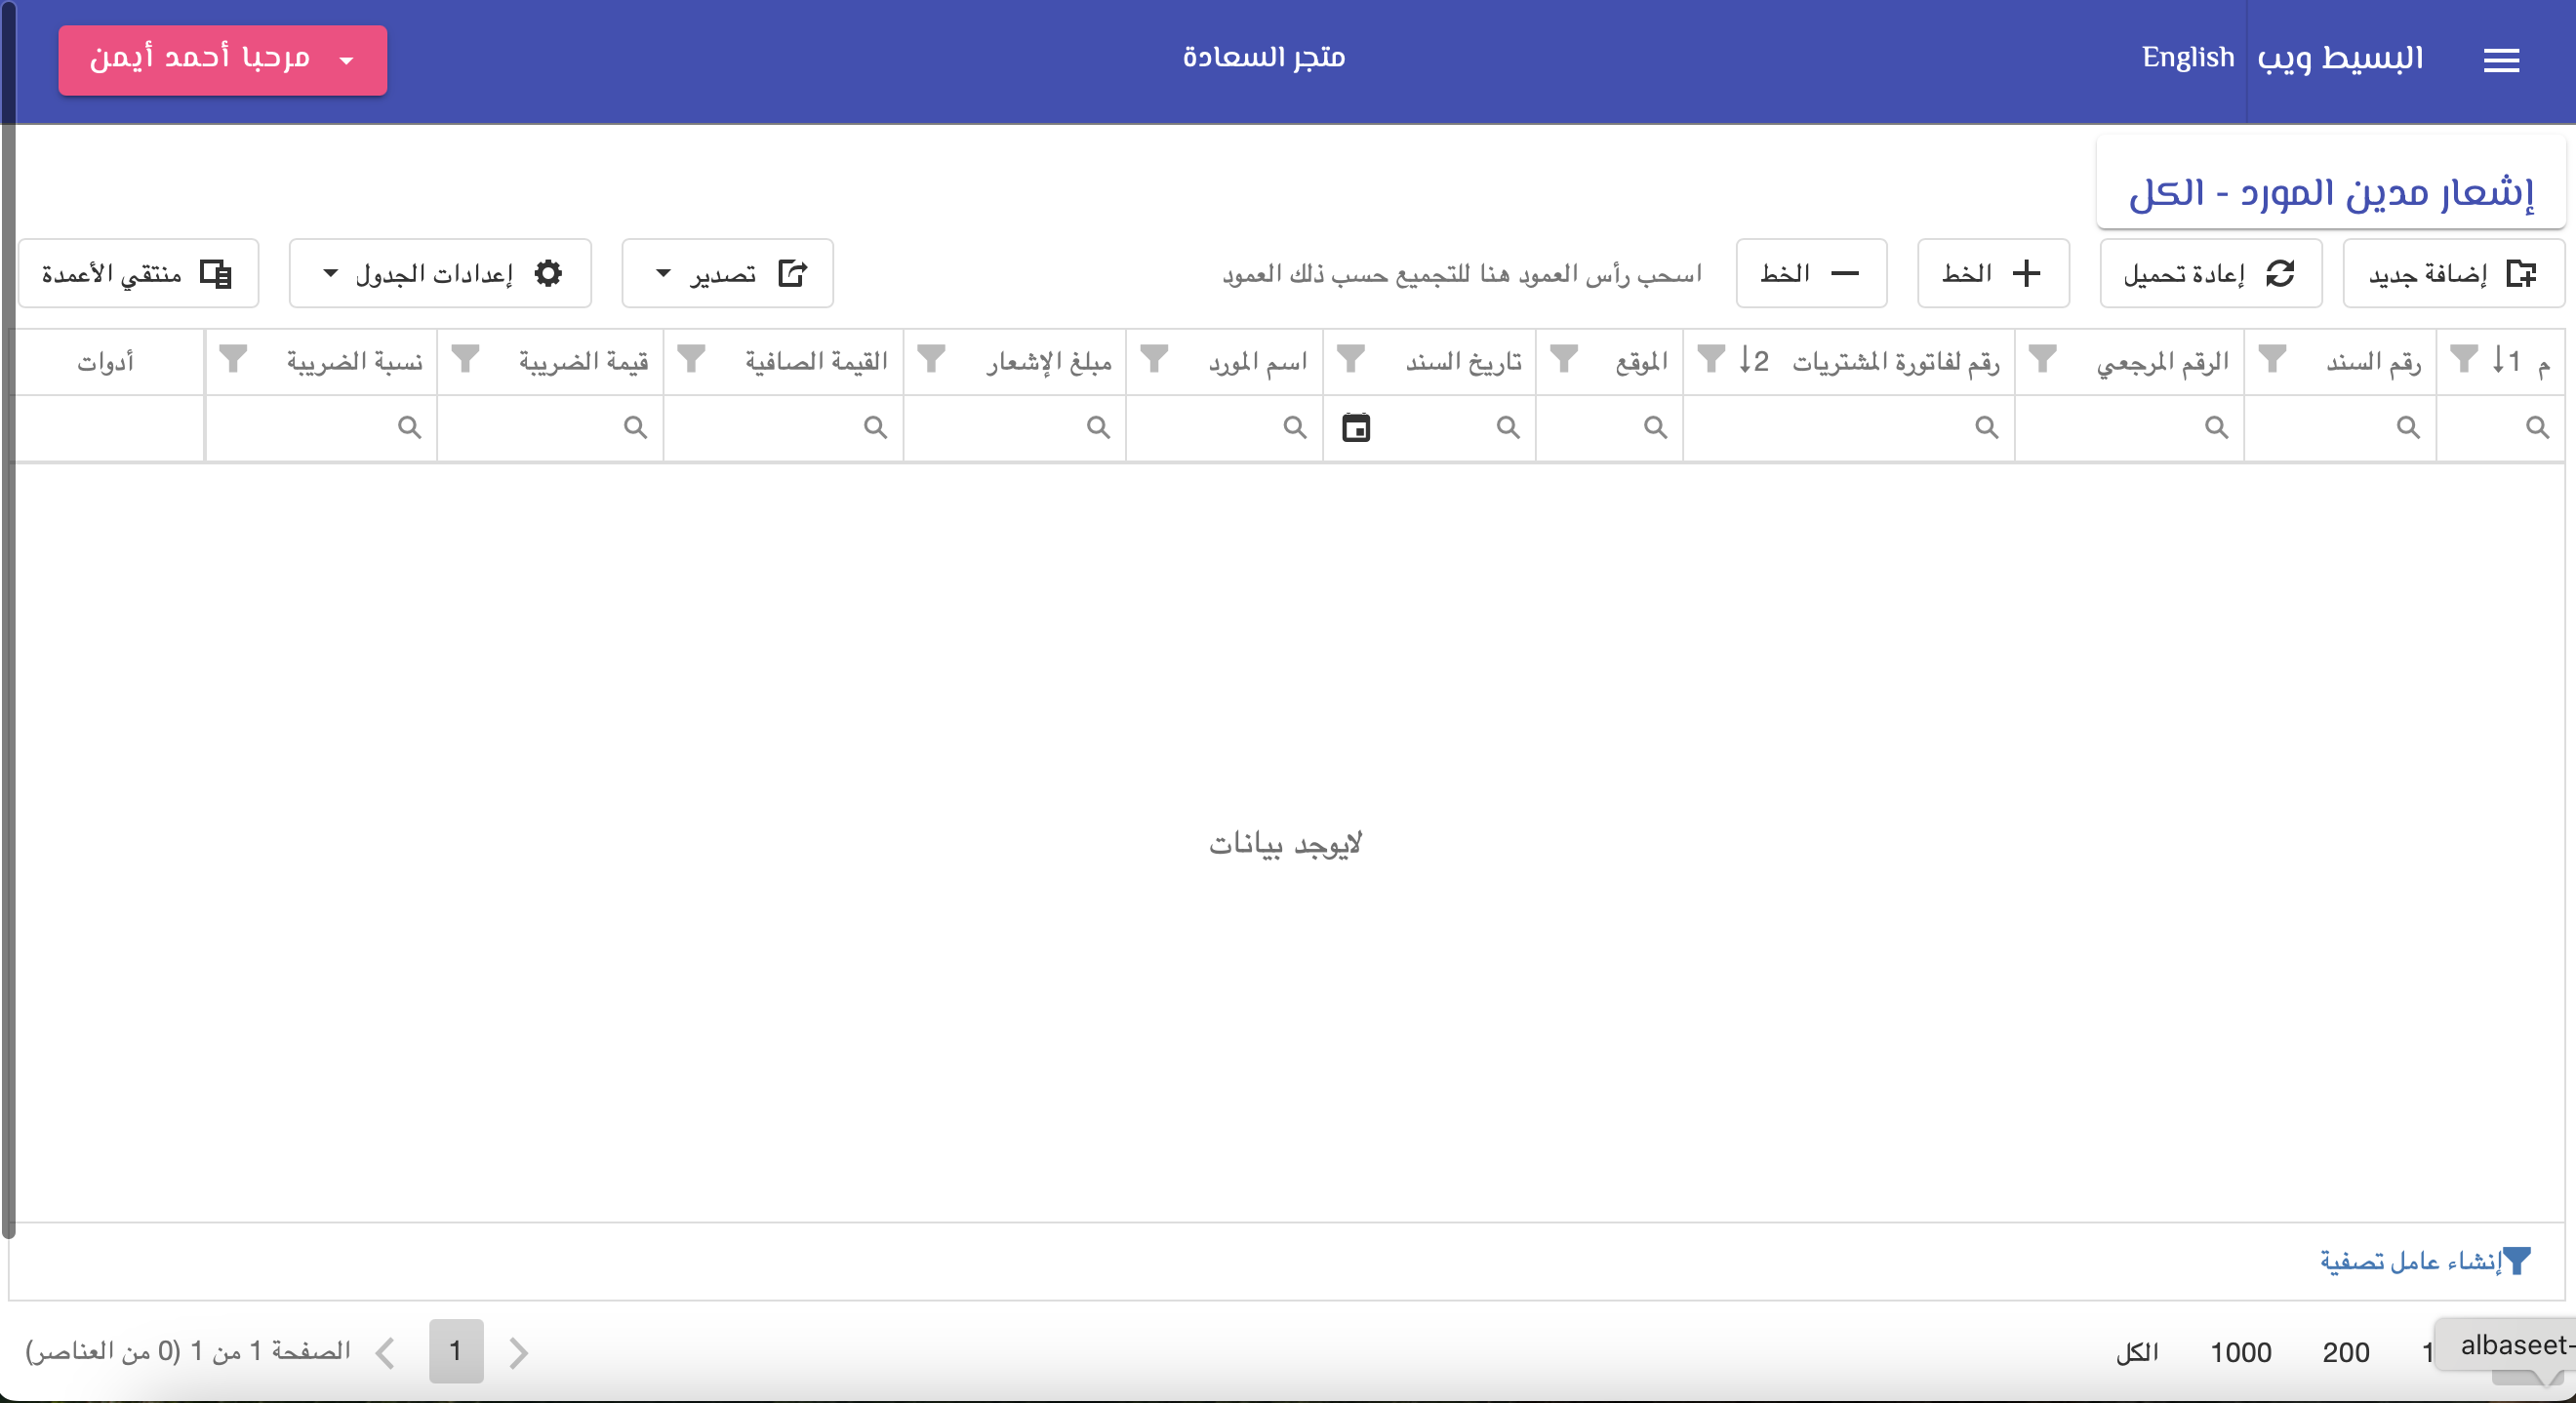 البسيط ويب English متجر السعادة مرحبا أحمد أيمن
إشعار مدين المورد - الكل
إضافة جديد إعادة تحميل الخط الخط اسحب رأس العمود هنا للتجميع حسب ذلك العمود تصدير إعدادات الجدول منتقي الأعمدة
م 1 رقم السند الرقم المرجعي رقم لفاتورة المشتريات 2 الموقع تاريخ السند اسم المورد مبلغ الإشعار القيمة الصافية قيمة الضريبة نسبة الضريبة أدوات
لايوجد بيانات
إنشاء عامل تصفية
albaseet- 200 1000 الكل 1 الصفحة 1 من 1 (0 من العناصر)